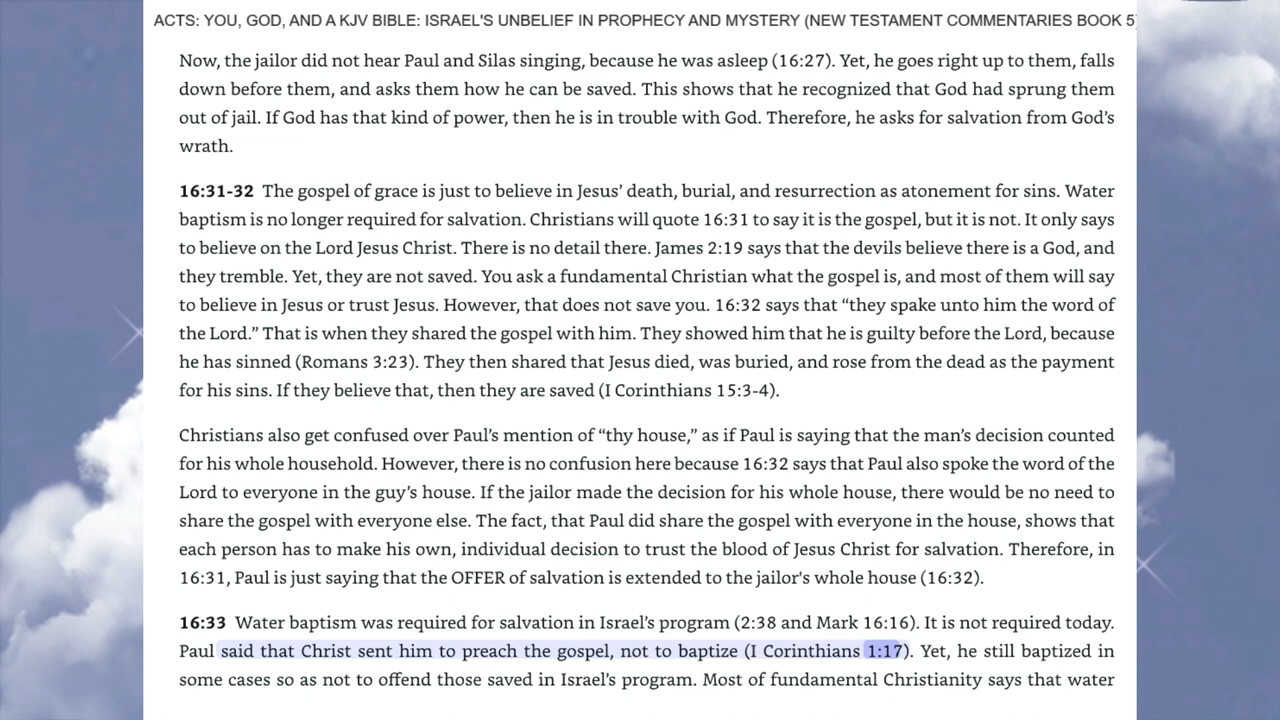 ACTS: YOU, GOD, AND A KJV BIBLE: ISRAEL'S UNBELIEF IN PROPHECY AND MYSTERY (NEW TESTAMENT COMMENTARIES BOOK 5)
Now, the jailor did not hear Paul and Silas singing, because he was asleep (16:27). Yet, he goes right up to them, falls
down before them, and asks them how he can be saved. This shows that he recognized that God had sprung them
out of jail. If God has that kind of power, then he is in trouble with God. Therefore, he asks for salvation from God’s
wrath.
16:31-32 The gospel of grace is just to believe in Jesus’ death, burial, and resurrection as atonement for sins. Water
baptism is no longer required for salvation. Christians will quote 16:31 to say it is the gospel, but it is not. It only says
to believe on the Lord Jesus Christ. There is no detail there. James 2:19 says that the devils believe there is a God, and
they tremble. Yet, they are not saved. You ask a fundamental Christian what the gospel is, and most of them will say
to believe in Jesus or trust Jesus. However, that does not save you. 16:32 says that “they spake unto him the word of
the Lord.” That is when they shared the gospel with him. They showed him that he is guilty before the Lord, because
he has sinned (Romans 3:23). They then shared that Jesus died, was buried, and rose from the dead as the payment
for his sins. If they believe that, then they are saved (I Corinthians 15:3-4).
Christians also get confused over Paul’s mention of “thy house,” as if Paul is saying that the man’s decision counted
for his whole household. However, there is no confusion here because 16:32 says that Paul also spoke the word of the
Lord to everyone in the guy’s house. If the jailor made the decision for his whole house, there would be no need to
share the gospel with everyone else. The fact, that Paul did share the gospel with everyone in the house, shows that
each person has to make his own, individual decision to trust the blood of Jesus Christ for salvation. Therefore, in
16:31, Paul is just saying that the OFFER of salvation is extended to the jailor's whole house (16:32).
16:33 Water baptism was required for salvation in Israel’s program (2:38 and Mark 16:16). It is not required today.
Paul said that Christ sent him to preach the gospel, not to baptize (I Corinthians 1:17). Yet, he still baptized in
some cases so as not to offend those saved in Israel’s program. Most of fundamental Christianity says that water